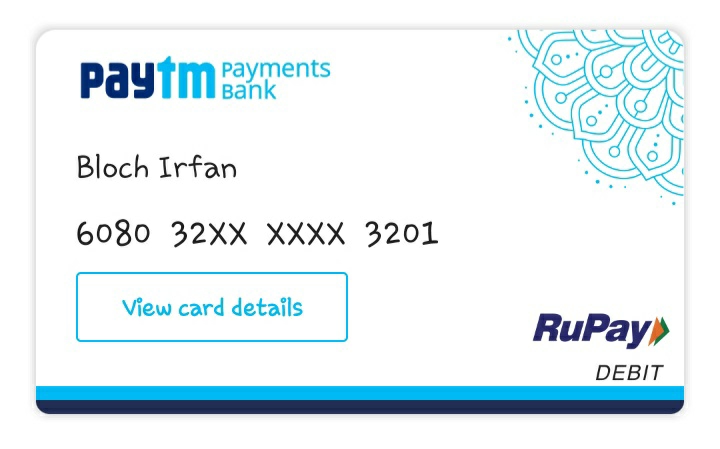 paytm Payments Bank
Bloch Irfan
6080 32XX XXXX 3201
View card details
RuPay
DEBIT